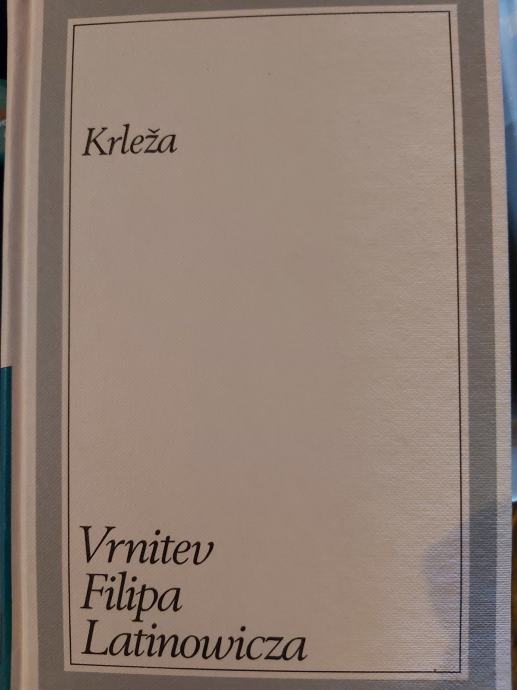 Krleža
Vrnitev
Filipa
Latinowicza